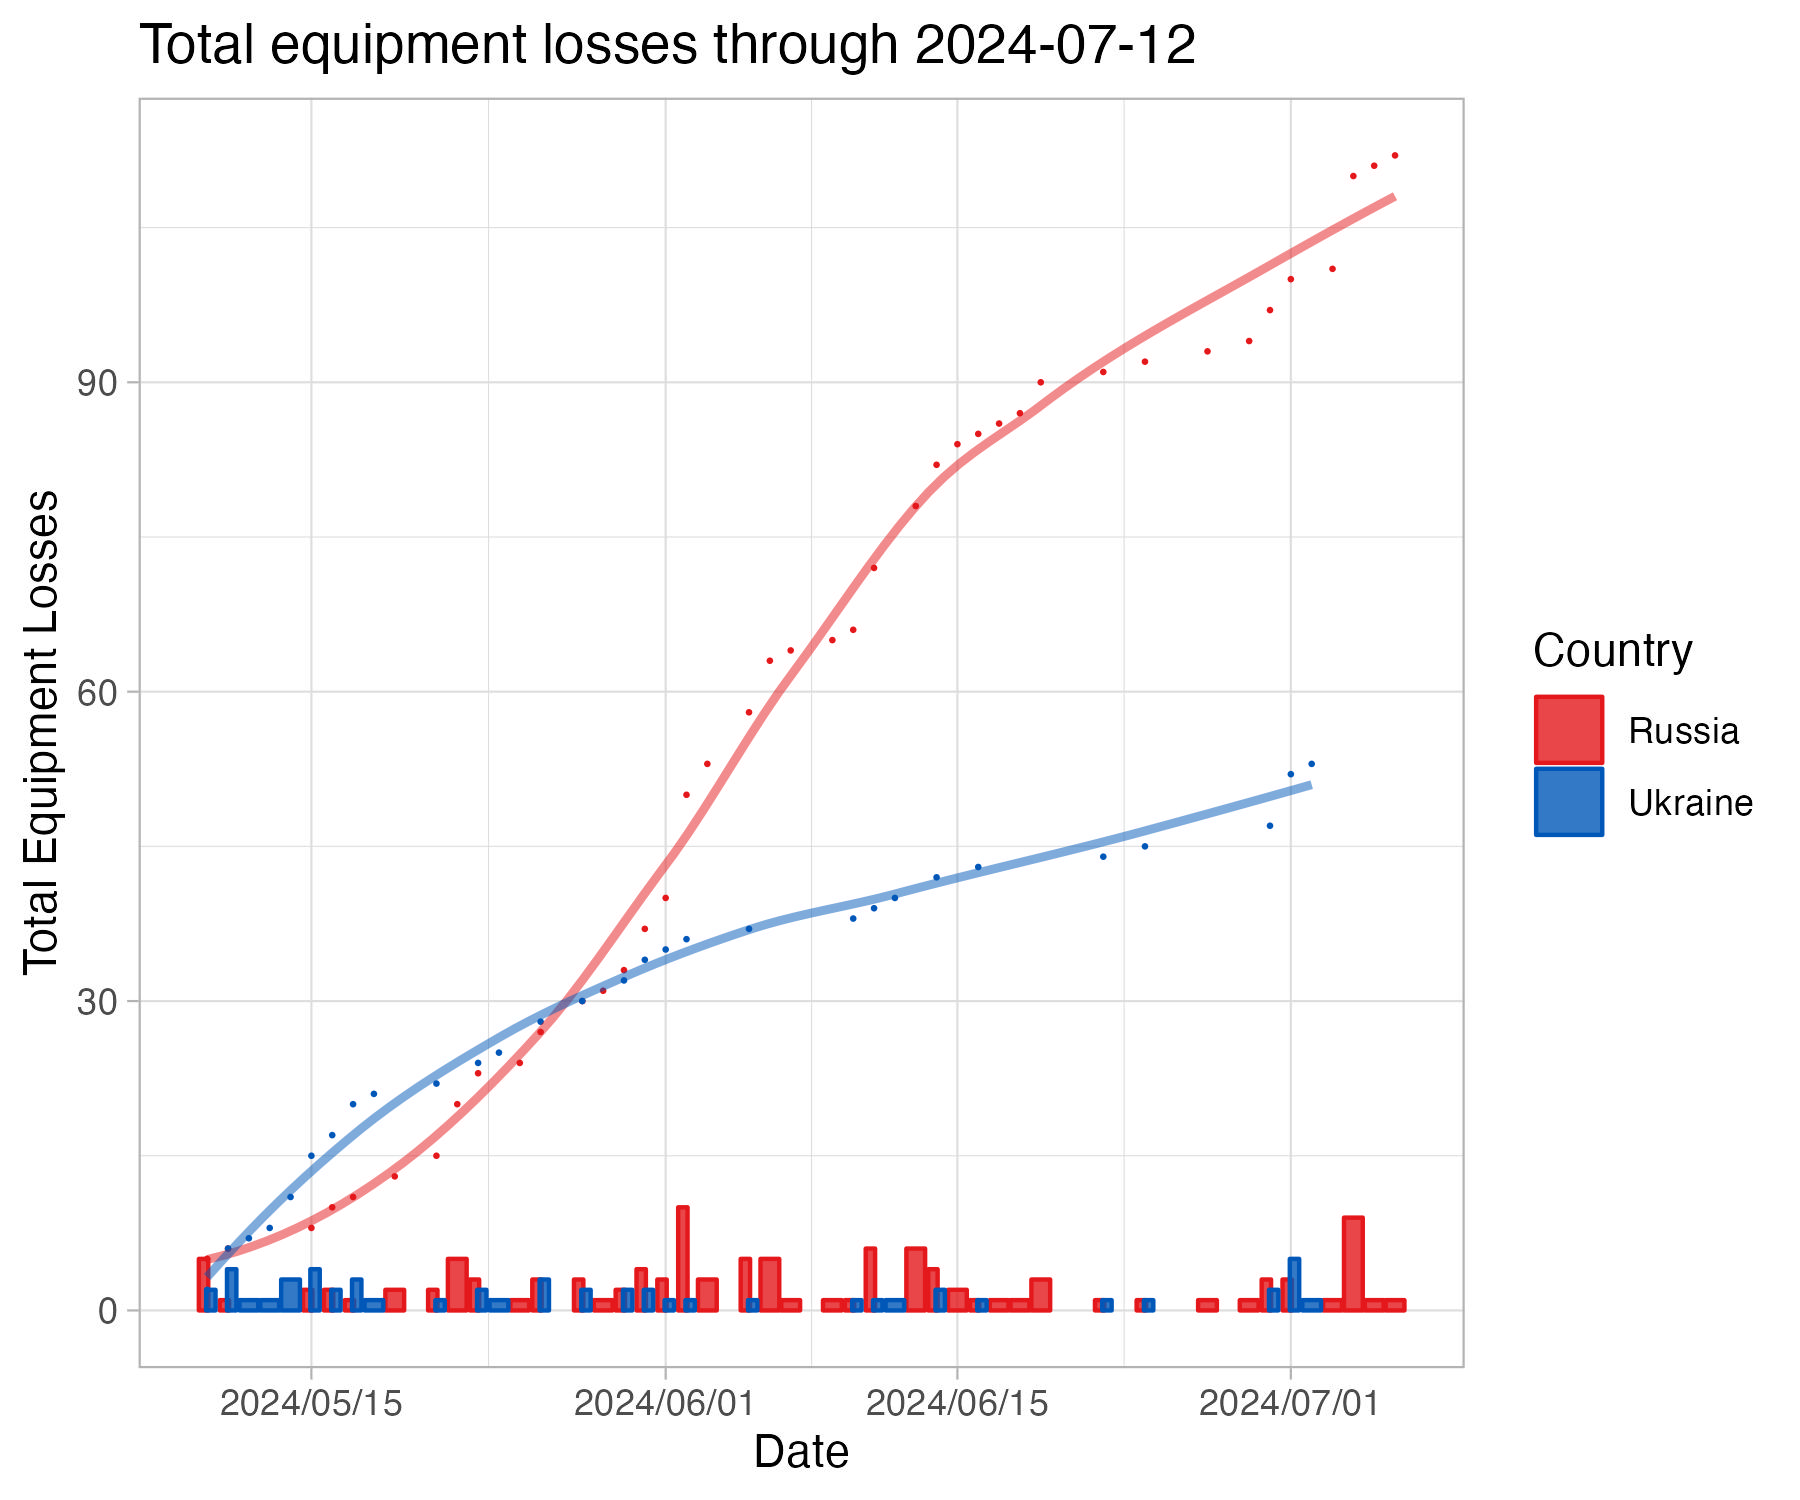 Total equipment losses through 2024-07-12
Total Equipment Losses
90
60
30
0
2024/05/15
2024/06/01
2024/06/15
2024/07/01
Date
Country
Russia
Ukraine